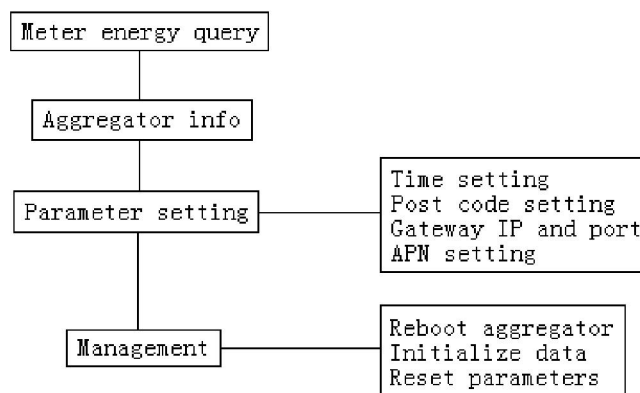 Meter energy query
Aggregator info
Parameter setting
Time setting
Post code setting
Gateway IP and port
APN setting
Management
Reboot aggregator
Initialize data
Reset parameters